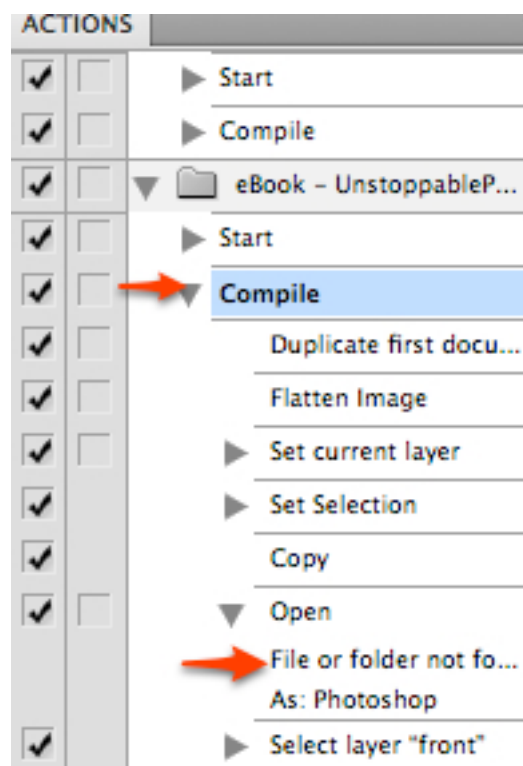 ACTIONS
Start
Compile
eBook – UnstoppableP...
Start
Compile
Duplicate first docu...
Flatten Image
Set current layer
Set Selection
Copy
Open
File or folder not fo...
As: Photoshop
Select layer “front”